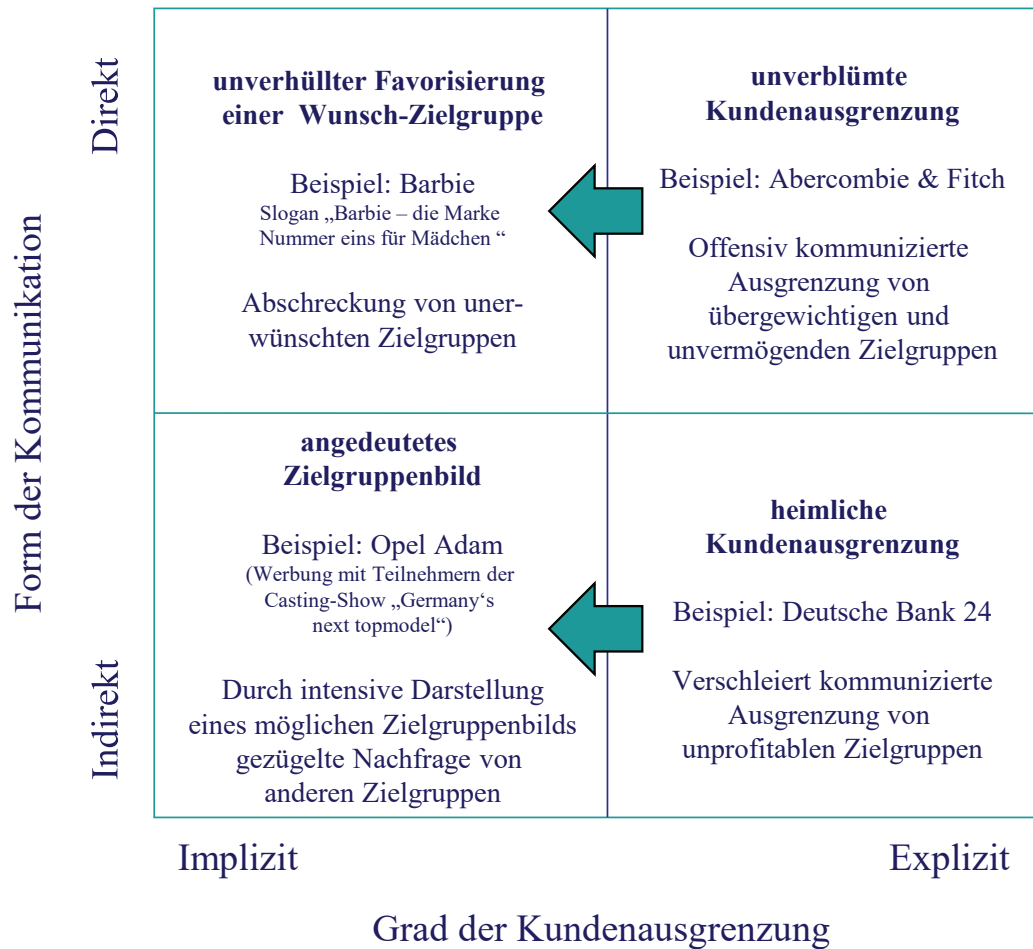 Form der Kommunikation
Direkt
Indirekt
unverhüllter Favorisierung
einer Wunsch-Zielgruppe
Beispiel: Barbie
Slogan „Barbie – die Marke
Nummer eins für Mädchen “
Abschreckung von uner-
wünschten Zielgruppen
unverblümte
Kundenausgrenzung
Beispiel: Abercombie & Fitch
Offensiv kommunizierte
Ausgrenzung von
übergewichtigen und
unvermögenden Zielgruppen
angedeutetes
Zielgruppenbild
Beispiel: Opel Adam
(Werbung mit Teilnehmern der
Casting-Show „Germany‘s
next topmodel“)
Durch intensive Darstellung
eines möglichen Zielgruppenbilds
gezügelte Nachfrage von
anderen Zielgruppen
heimliche
Kundenausgrenzung
Beispiel: Deutsche Bank 24
Verschleiert kommunizierte
Ausgrenzung von
unprofitablen Zielgruppen
Implizit
Explizit
Grad der Kundenausgrenzung